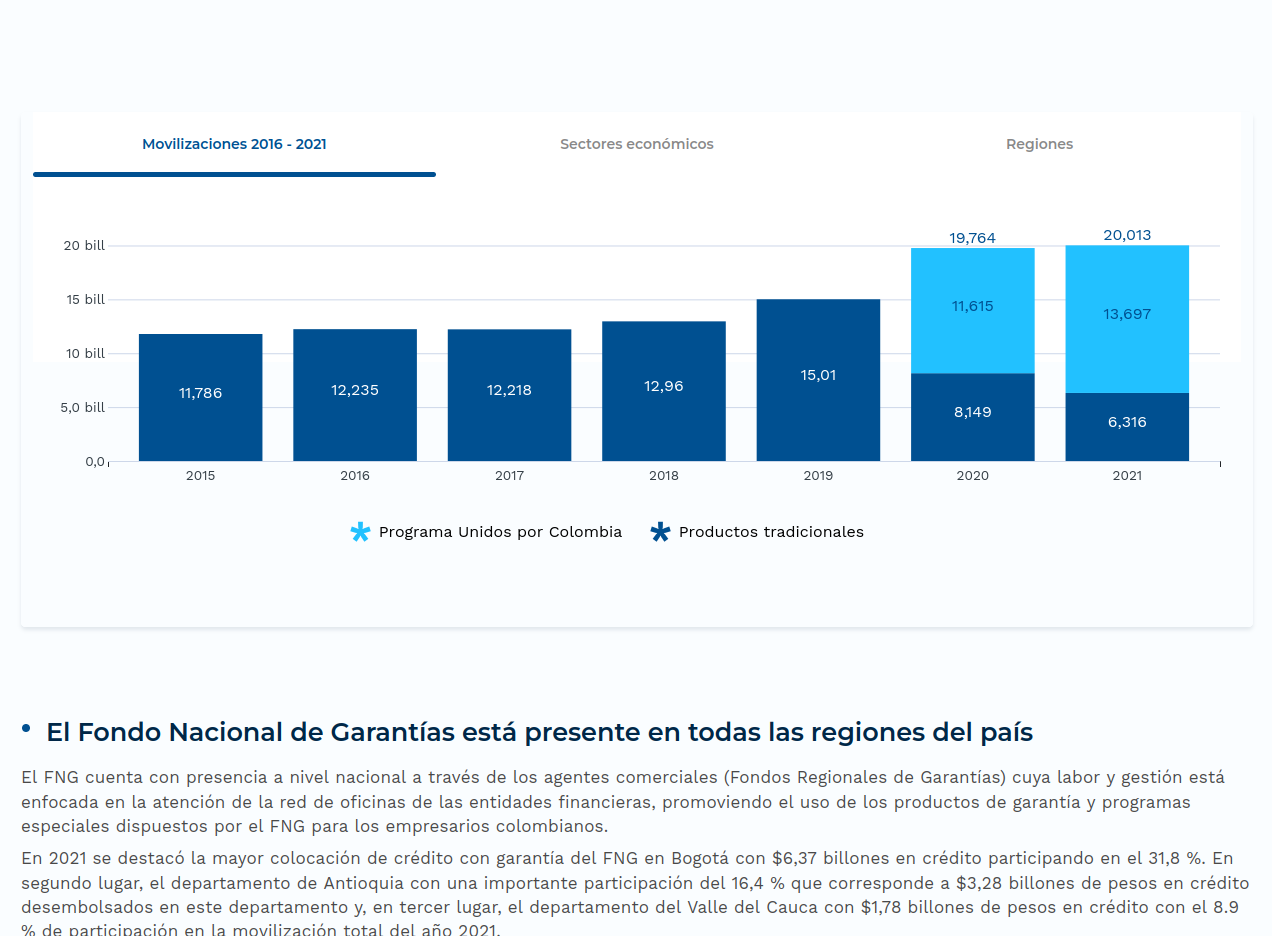 Movilizaciones 2016 - 2021
Sectores económicos
Regiones
20 bill
15 bill
10 bill
5,0 bill
0,0
19,764
20,013
11,615
13,697
11,786
12,235
12,218
12,96
15,01
8,149
6,316
2015
2016
2017
2018
2019
2020
2021
Programa Unidos por Colombia
Productos tradicionales
El Fondo Nacional de Garantías está presente en todas las regiones del país
El FNG cuenta con presencia a nivel nacional a través de los agentes comerciales (Fondos Regionales de Garantías) cuya labor y gestión está
enfocada en la atención de la red de oficinas de las entidades financieras, promoviendo el uso de los productos de garantía y programas
especiales dispuestos por el FNG para los empresarios colombianos.
En 2021 se destacó la mayor colocación de crédito con garantía del FNG en Bogotá con $6,37 billones en crédito participando en el 31,8 %. En
segundo lugar, el departamento de Antioquia con una importante participación del 16,4 % que corresponde a $3,28 billones de pesos en crédito
desembolsados en este departamento y, en tercer lugar, el departamento del Valle del Cauca con $1,78 billones de pesos en crédito con el 8.9
% de participación en la movilización total del año 2021.